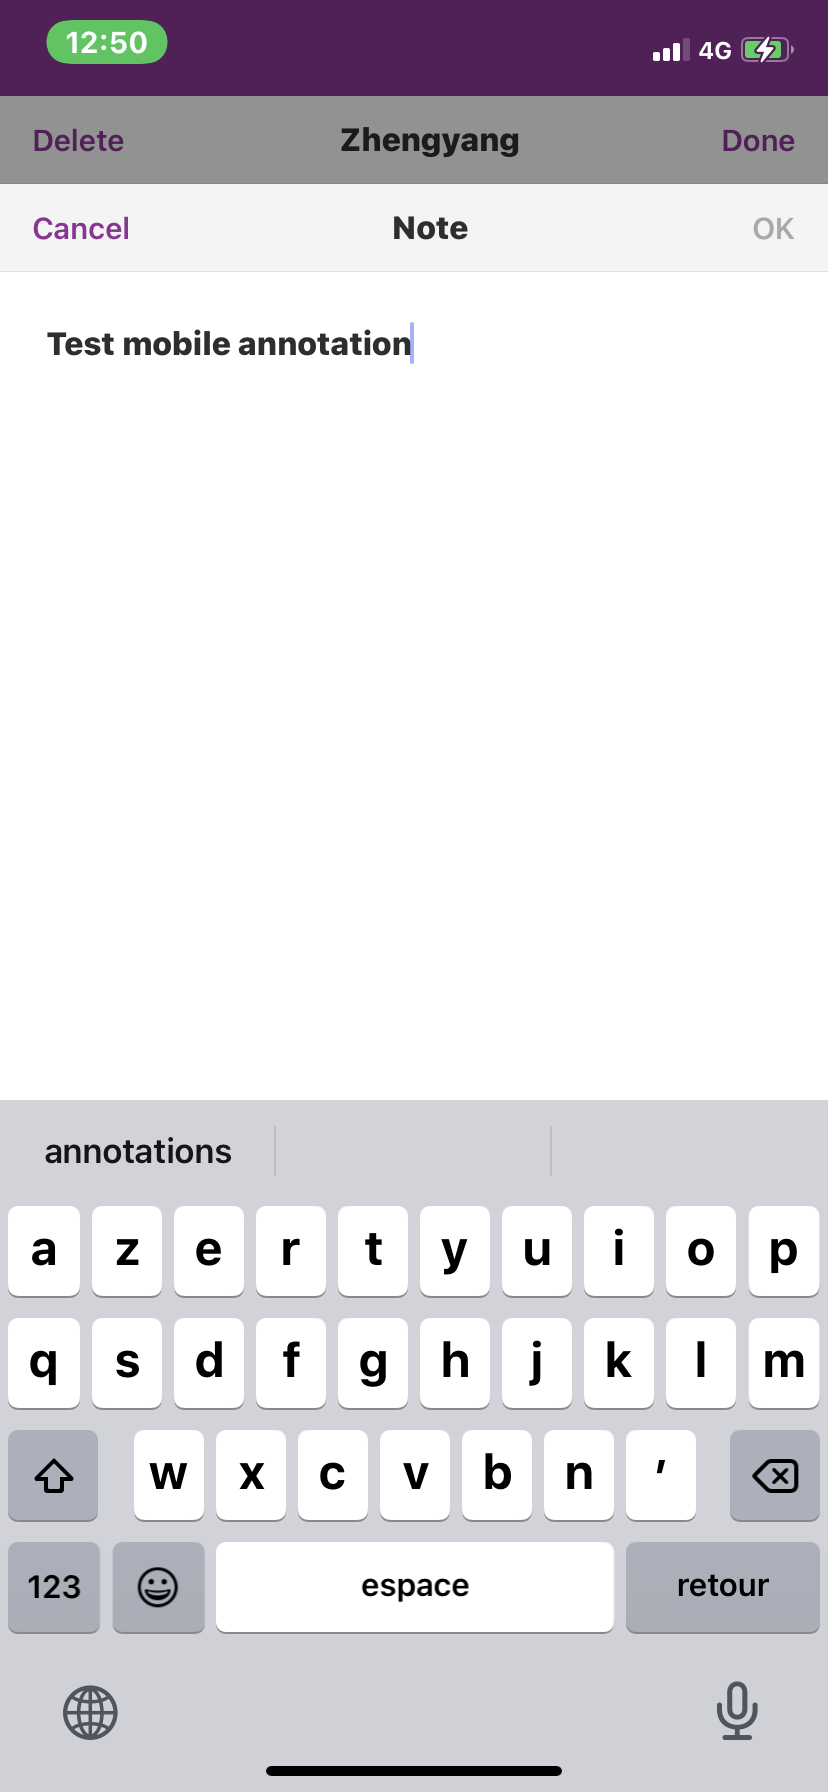 12:50 4G
Delete Zhengyang Done
Cancel Note OK
Test mobile annotation
annotations
a z e r t y u i o p
q s d f g h j k l m
w x c v b n ’
123 espace retour